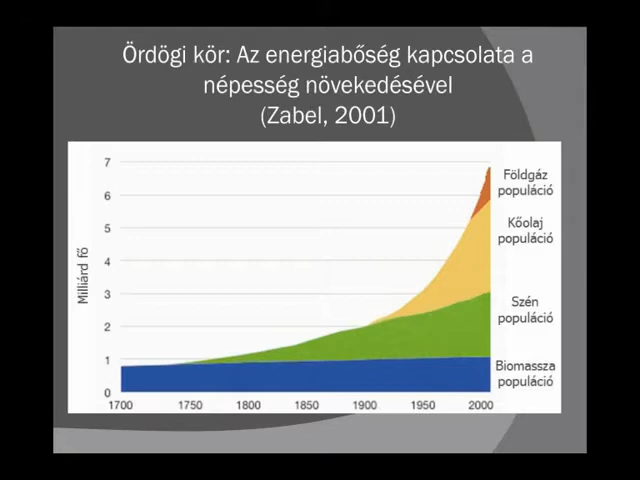 Ördögi kör: Az energiabőség kapcsolata a
népesség növekedésével
(Zabel, 2001)
Milliárd fő
7
6
5
4
3
2
1
0
1700
1750
1800
1850
1900
1950
2000
Földgáz
populáció
Kőolaj
populáció
Szén
populáció
Biomassza
populáció